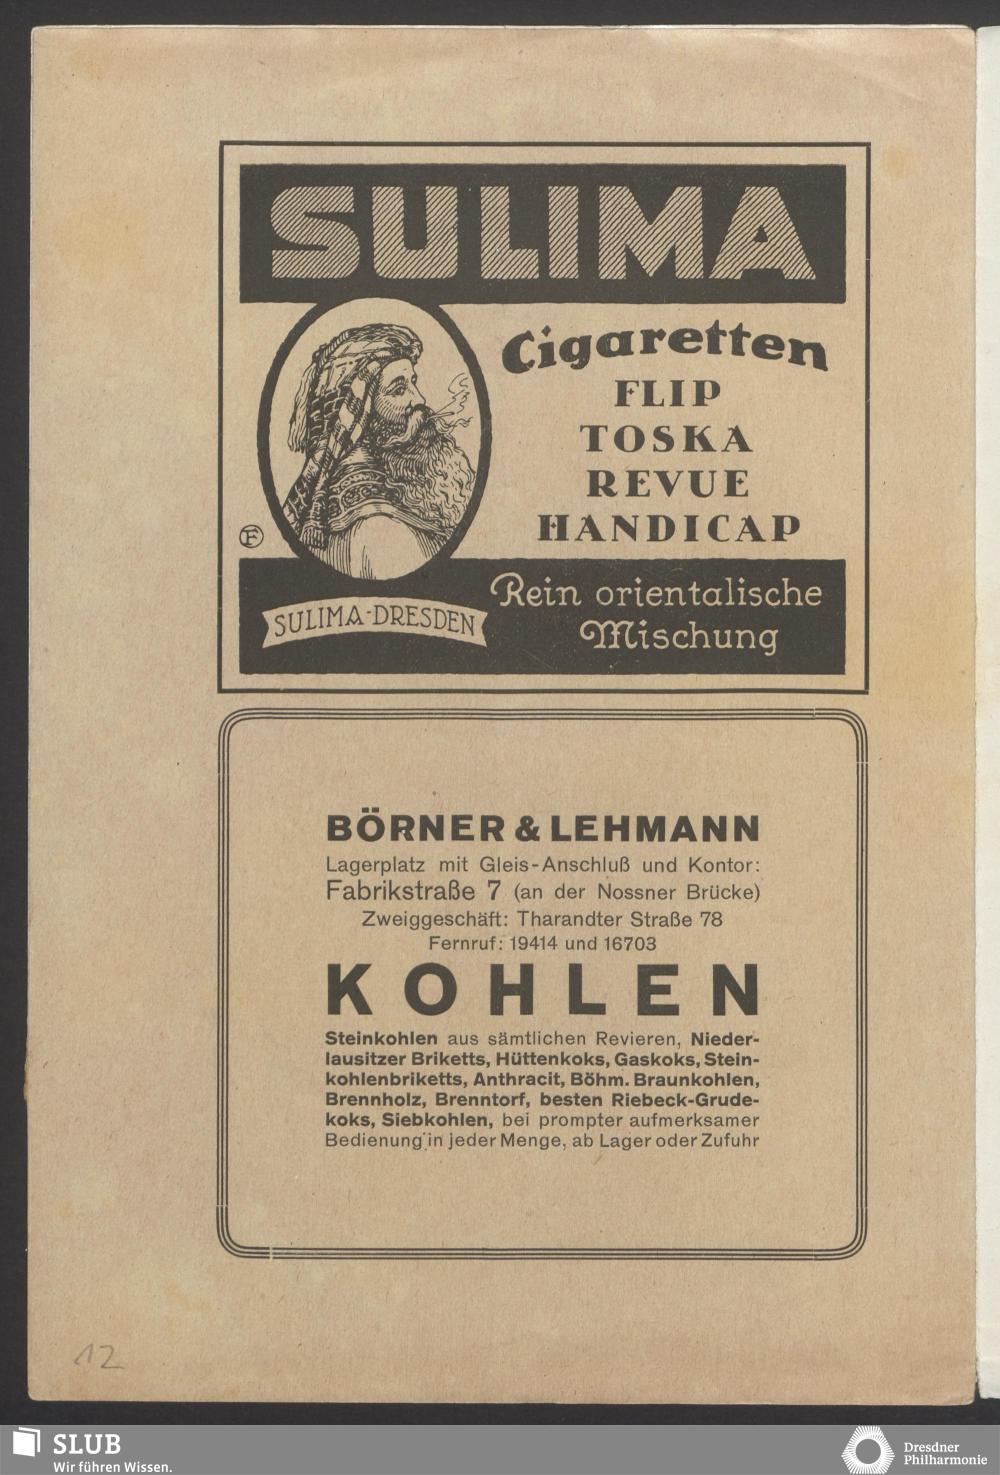 SULIMA
Cigaretten
FLIP
TOSKA
REVUE
HANDICAP
F
SULIMA-DRESDEN
Rein orientalische
Mischung
BÖRNER & LEHMANN
Lagerplatz mit Gleis-Anschluß und Kontor:
Fabrikstraße 7 (an der Nossner Brücke)
Zweiggeschäft: Tharandter Straße 78
Fernruf: 19414 und 16703
KOHLEN
Steinkohlen aus sämtlichen Revieren, Nieder-
lausitzer Briketts, Hüttenkoks, Gaskoks, Stein-
kohlenbriketts, Anthracit, Böhm. Braunkohlen,
Brennholz, Brenntorf, besten Riebeck-Grude-
koks, Siebkohlen, bei prompter aufmerksamer
Bedienung in jeder Menge, ab Lager oder Zufuhr
12
SLUB
Wir führen Wissen.
Dresdner
Philharmonie